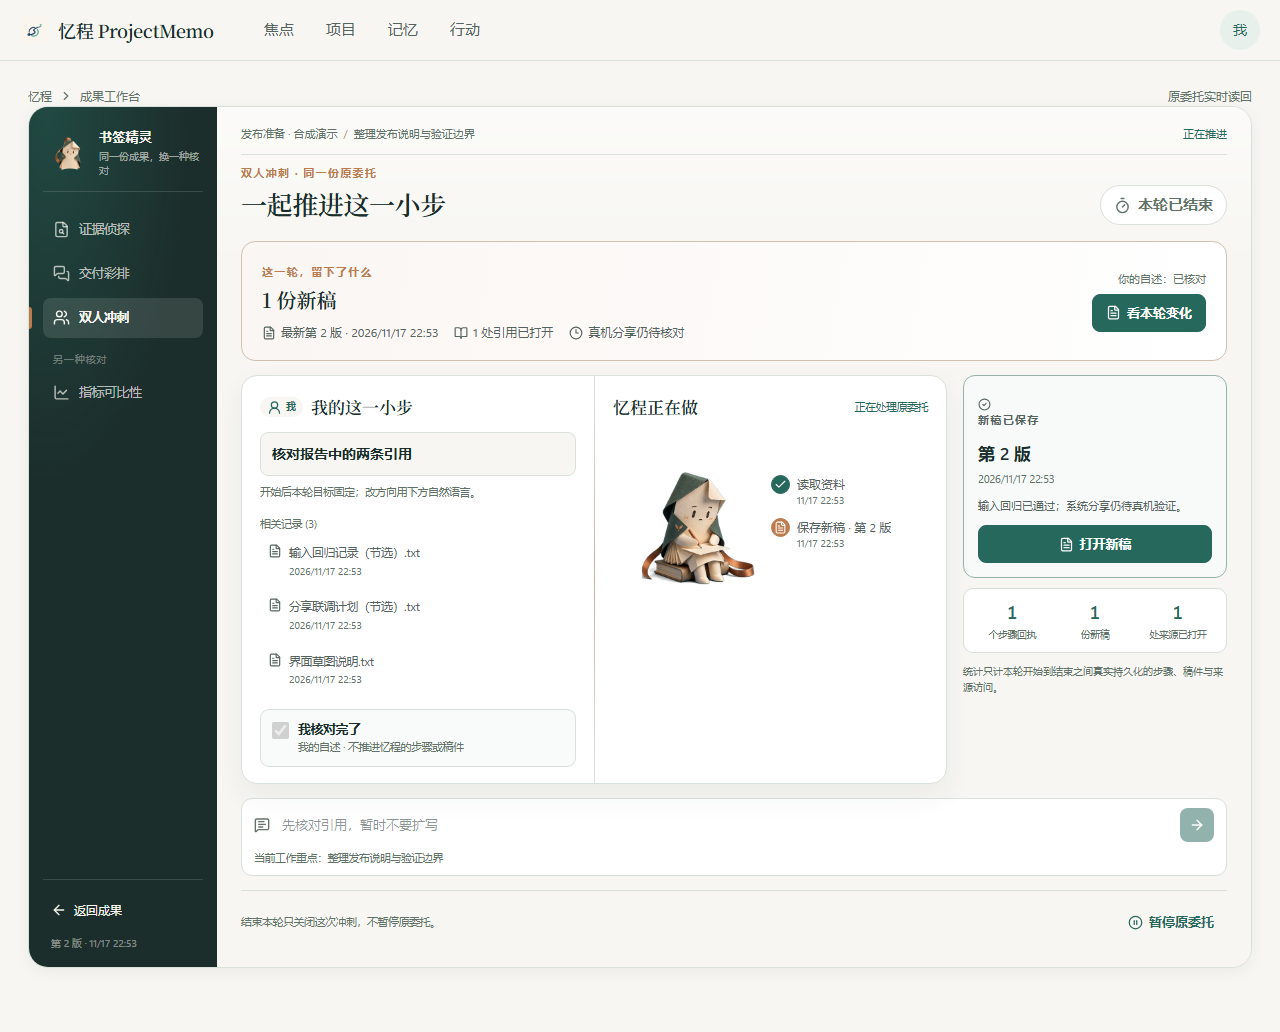 忆程 ProjectMemo
焦点
项目
记忆
行动
我
忆程 > 成果工作台
原委托实时读回
书签精灵
同一份成果，换一种核
对
证据侦探
交付彩排
双人冲刺
另一种核对
指标可比性
返回成果
第 2 版 · 11/17 22:53
发布准备 · 合成演示 / 整理发布说明与验证边界
正在推进
双人冲刺 · 同一份原委托
一起推进这一小步
本轮已结束
这一轮，留下了什么
1 份新稿
最新第 2 版 · 2026/11/17 22:53
1 处引用已打开
真机分享仍待核对
你的自述：已核对
看本轮变化
我
我的这一小步
核对报告中的两条引用
开始后本轮目标固定；改方向用下方自然语言。
相关记录 (3)
输入回归记录（节选）.txt
2026/11/17 22:53
分享联调计划（节选）.txt
2026/11/17 22:53
界面草图说明.txt
2026/11/17 22:53
我核对完了
我的自述 · 不推进忆程的步骤或稿件
忆程正在做
正在处理原委托
读取资料
11/17 22:53
保存新稿 · 第 2 版
11/17 22:53
新稿已保存
第 2 版
2026/11/17 22:53
输入回归已通过；系统分享仍待真机验证。
打开新稿
1
个步骤回执
1
份新稿
1
处来源已打开
统计只计本轮开始到结束之间真实持久化的步骤、稿件与来
源访问。
先核对引用，暂时不要扩写
当前工作重点：整理发布说明与验证边界
结束本轮只关闭这次冲刺，不暂停原委托。
暂停原委托